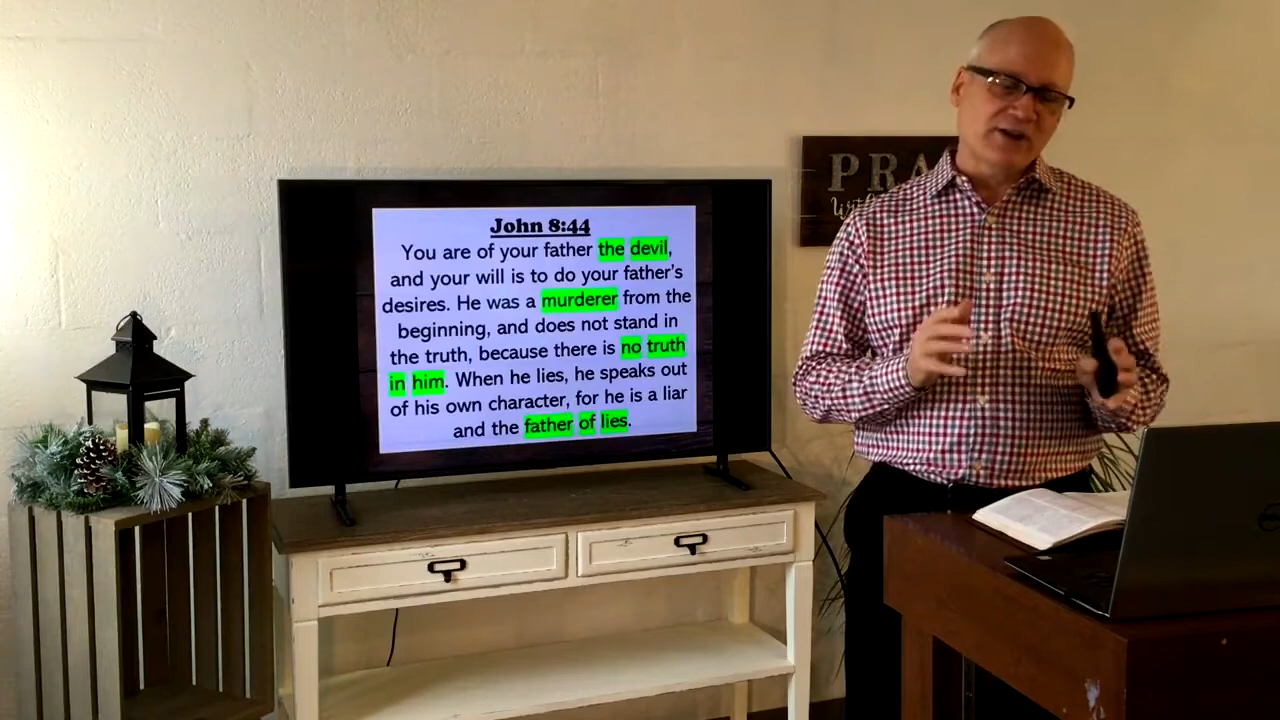 John 8:44
You are of your father the devil,
and your will is to do your father's
desires. He was a murderer from the
beginning, and does not stand in
the truth, because there is no truth
in him. When he lies, he speaks out
of his own character, for he is a liar
and the father of lies.
PRA